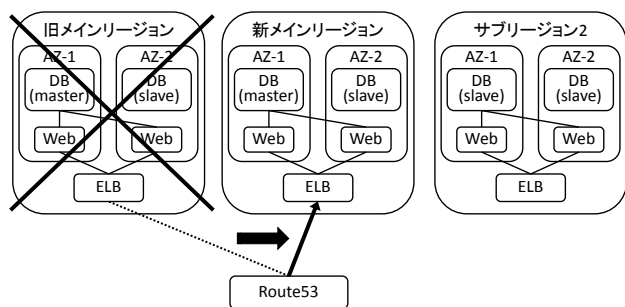 旧メインリージョン
AZ-1
AZ-2
DB
(master)
DB
(slave)
Web
Web
ELB
新メインリージョン
AZ-1
AZ-2
DB
(master)
DB
(slave)
Web
Web
ELB
サブリージョン2
AZ-1
AZ-2
DB
(slave)
DB
(slave)
Web
Web
ELB
Route53